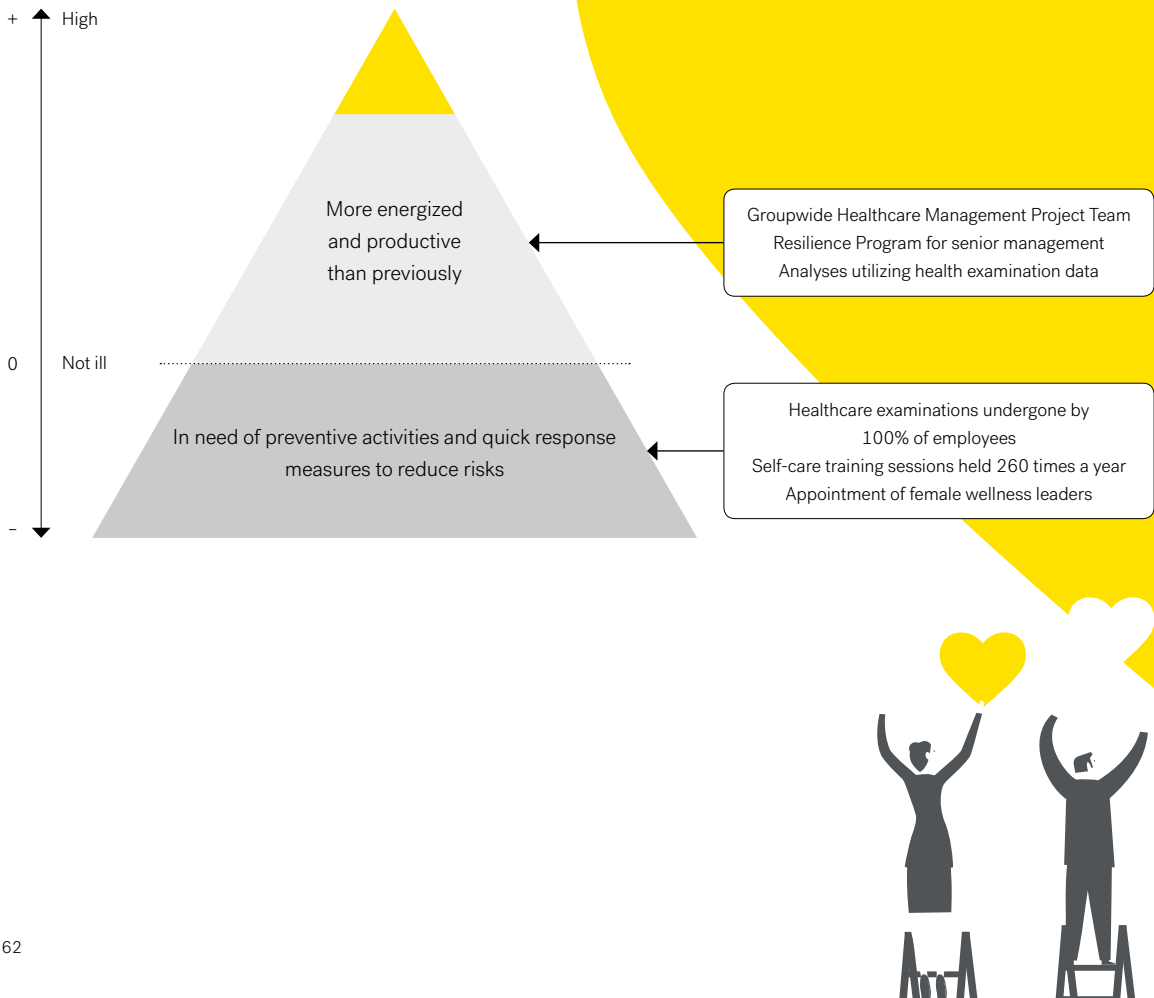 +
High
More energized
and productive
than previously
Groupwide Healthcare Management Project Team
Resilience Program for senior management
Analyses utilizing health examination data
0
Not ill
In need of preventive activities and quick response
measures to reduce risks
Healthcare examinations undergone by
100% of employees
Self-care training sessions held 260 times a year
Appointment of female wellness leaders
–
62